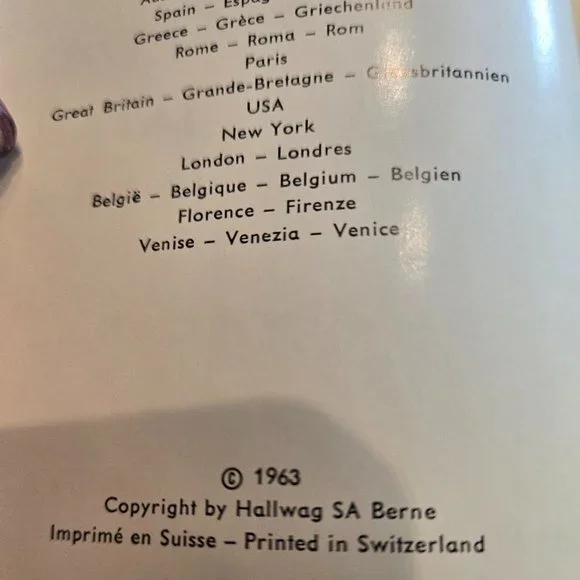 Spain –
Greece – Grèce – Griechenland
Rome – Roma – Rom
Paris
Great Britain – Grande-Bretagne – Grossbritannien
USA
New York
London – Londres
België – Belgique – Belgium – Belgien
Florence – Firenze
Venise – Venezia – Venice
© 1963
Copyright by Hallwag SA Berne
Imprimé en Suisse – Printed in Switzerland